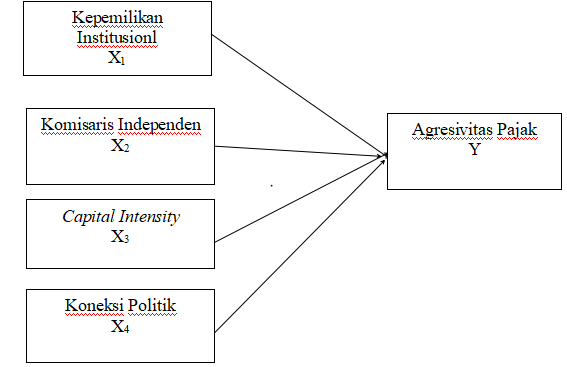 Kepemilikan
Institusionl
X₁
Komisaris Independen
X₂
Capital Intensity
X₃
Koneksi Politik
X₄
Agresivitas Pajak
Y